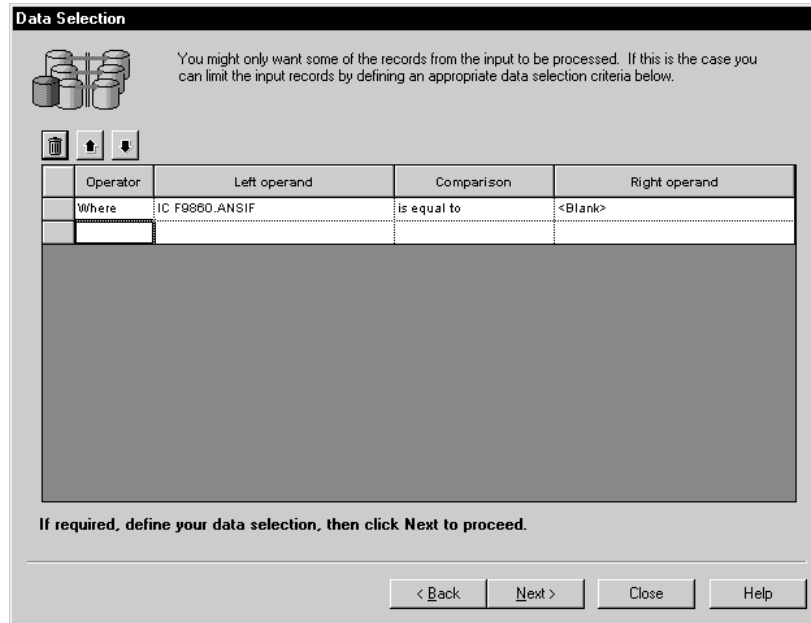 Data Selection
You might only want some of the records from the input to be processed. If this is the case you
can limit the input records by defining an appropriate data selection criteria below.
Operator Left operand Comparison Right operand
Where IC F9860.ANSIF is equal to <Blank>
If required, define your data selection, then click Next to proceed.
< Back Next > Close Help